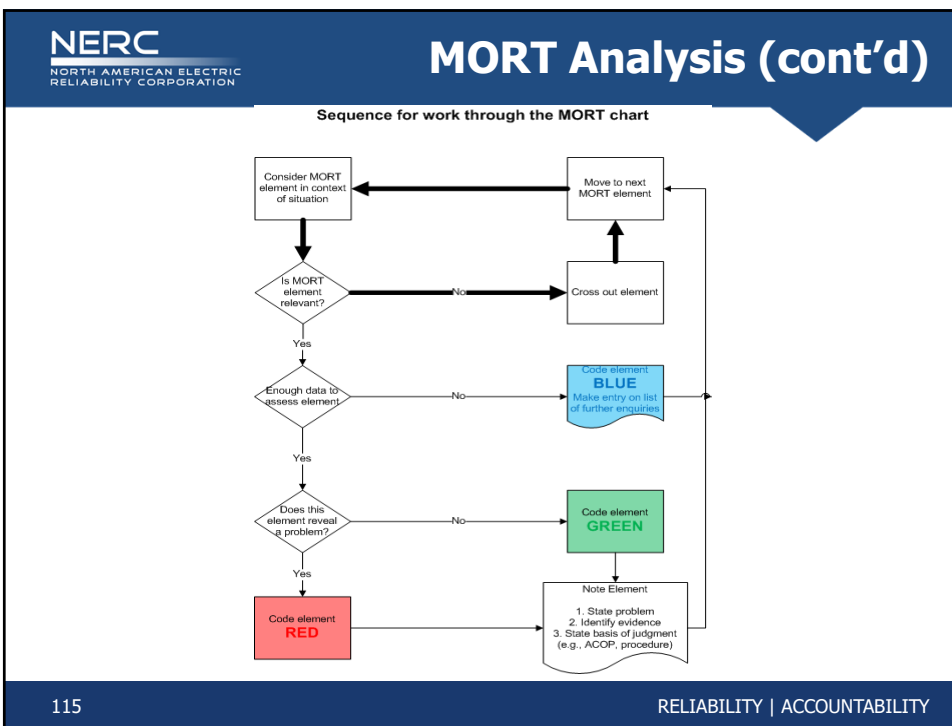 NERC
NORTH AMERICAN ELECTRIC
RELIABILITY CORPORATION
MORT Analysis (cont’d)
Sequence for work through the MORT chart
Consider MORT
element in context
of situation
Move to next
MORT element
Is MORT
element
relevant?
No
Cross out element
Yes
Enough data to
assess element
No
Code element
BLUE
Make entry on list
of further enquiries
Yes
Does this
element reveal
a problem?
No
Code element
GREEN
Yes
Code element
RED
Note Element
1. State problem
2. Identify evidence
3. State basis of judgment
(e.g., ACOP, procedure)
115
RELIABILITY | ACCOUNTABILITY